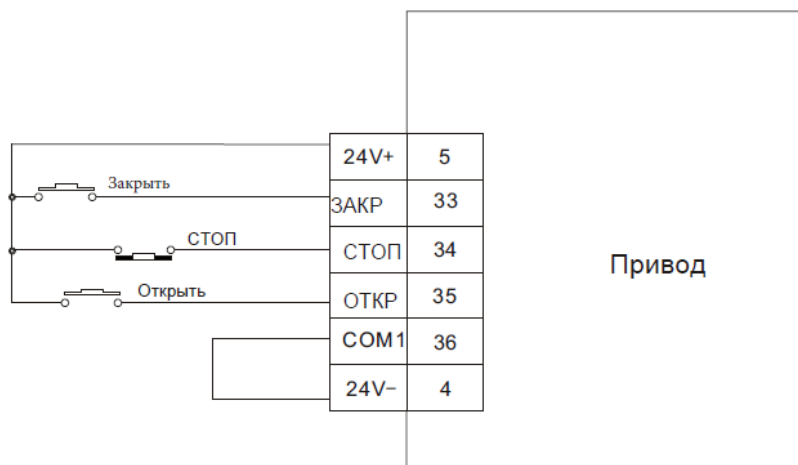 24V+ 5
Закрыть
ЗАКР 33
СТОП
СТОП 34
Открыть
ОТКР 35
COM1 36
24V− 4
Привод